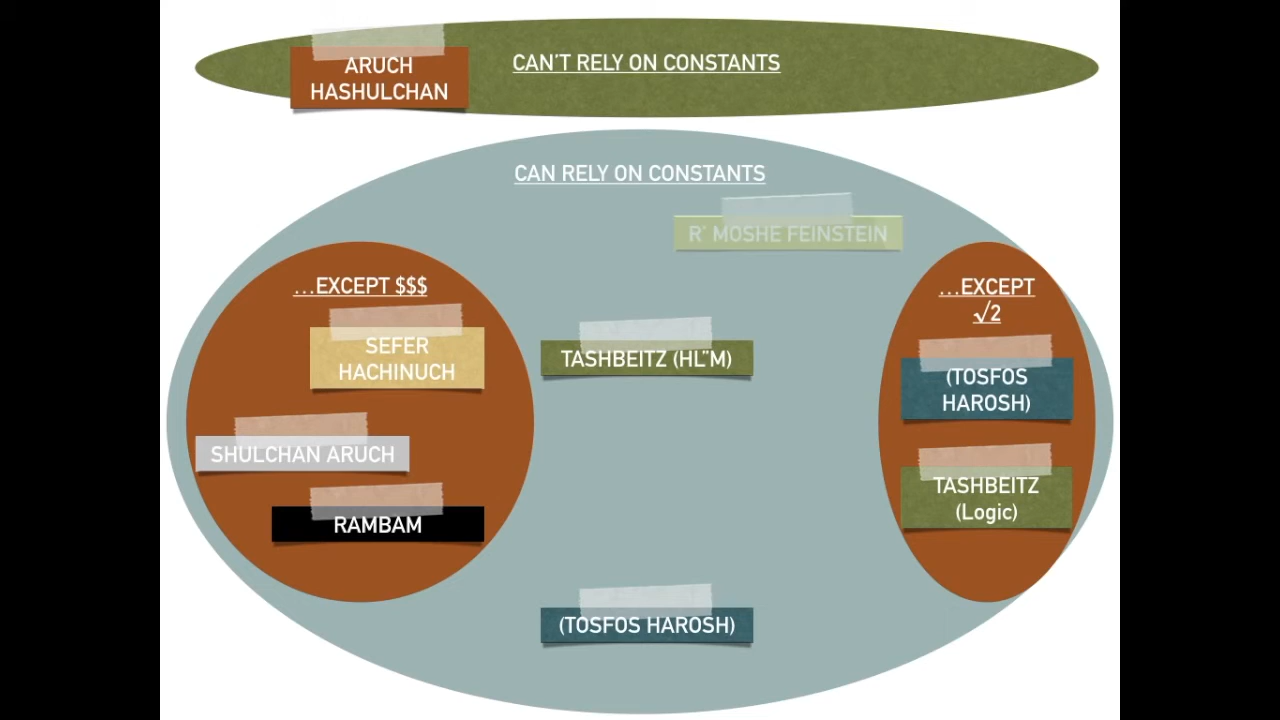 ARUCH
HASHULCHAN
CAN'T RELY ON CONSTANTS
CAN RELY ON CONSTANTS
R' MOSHE FEINSTEIN
...EXCEPT $$$
SEFER
HACHINUCH
SHULCHAN ARUCH
RAMBAM
TASHBEITZ (HL"M)
(TOSFOS HAROSH)
...EXCEPT
√2
(TOSFOS
HAROSH)
TASHBEITZ
(Logic)